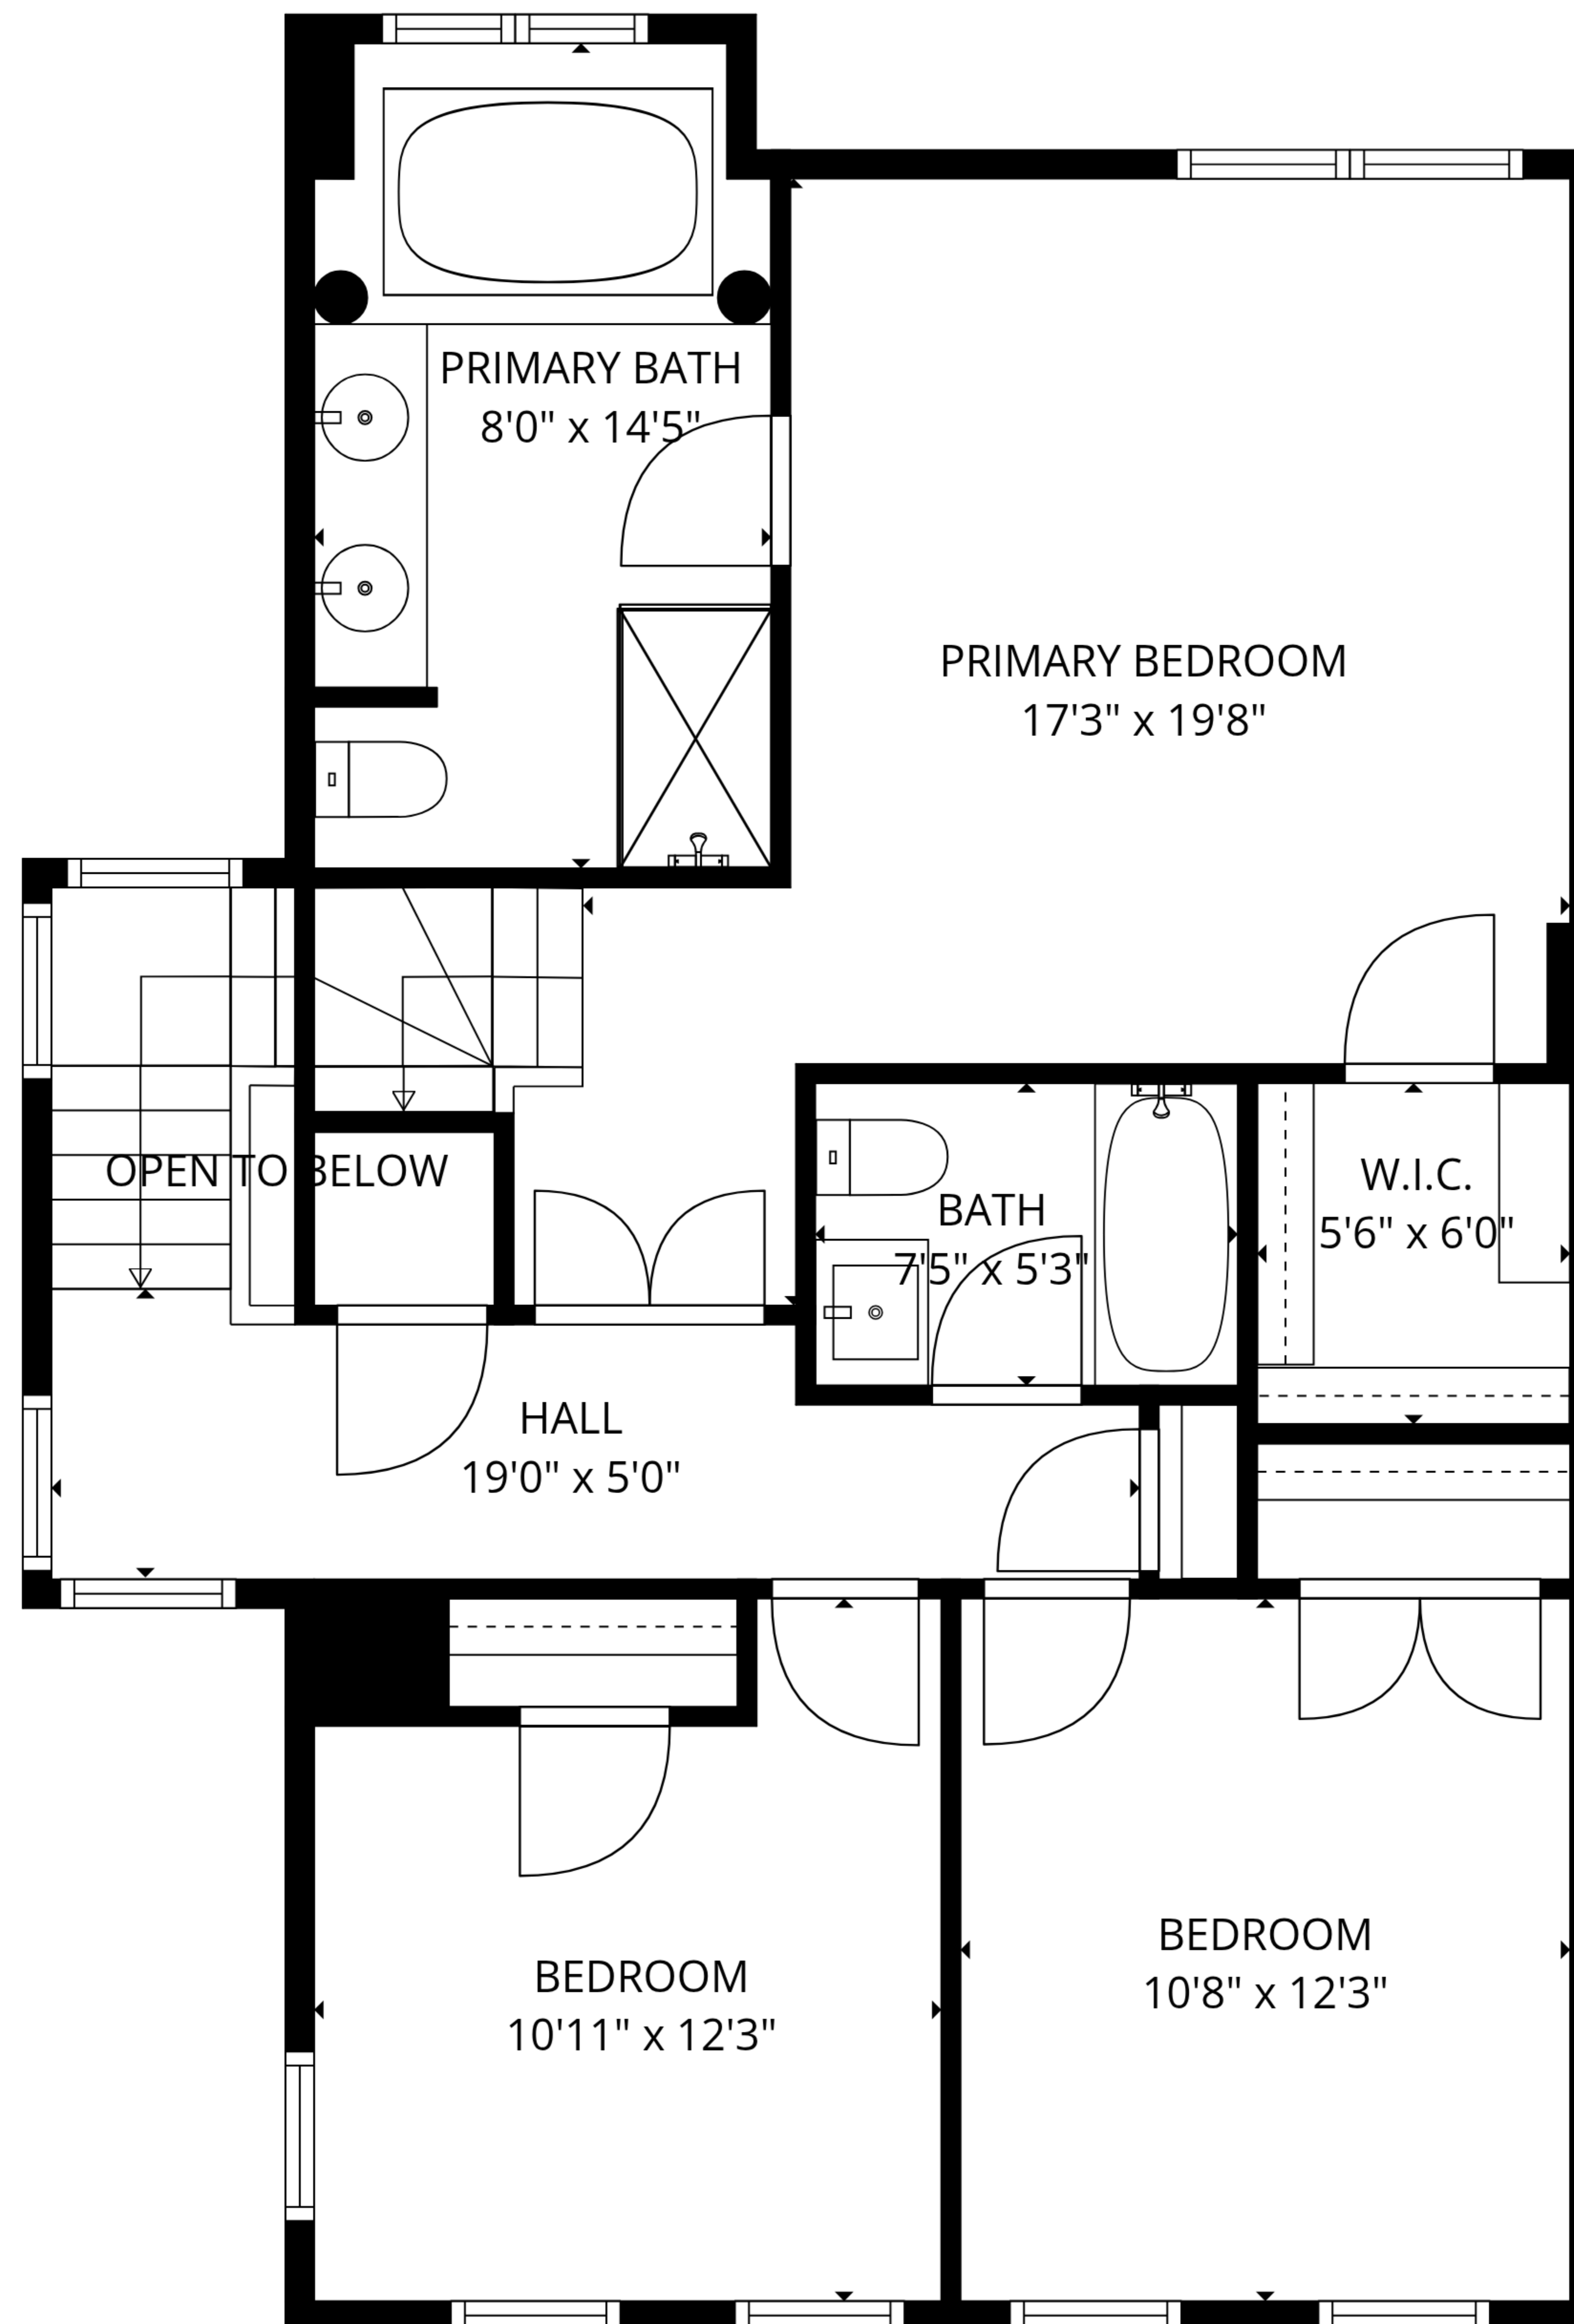 PRIMARY BATH
8'0" x 14'5"
PRIMARY BEDROOM
17'3" x 19'8"
OPEN TO BELOW
BATH
7'5" x 5'3"
W.I.C.
5'6" x 6'0"
HALL
19'0" x 5'0"
BEDROOM
10'11" x 12'3"
BEDROOM
10'8" x 12'3"